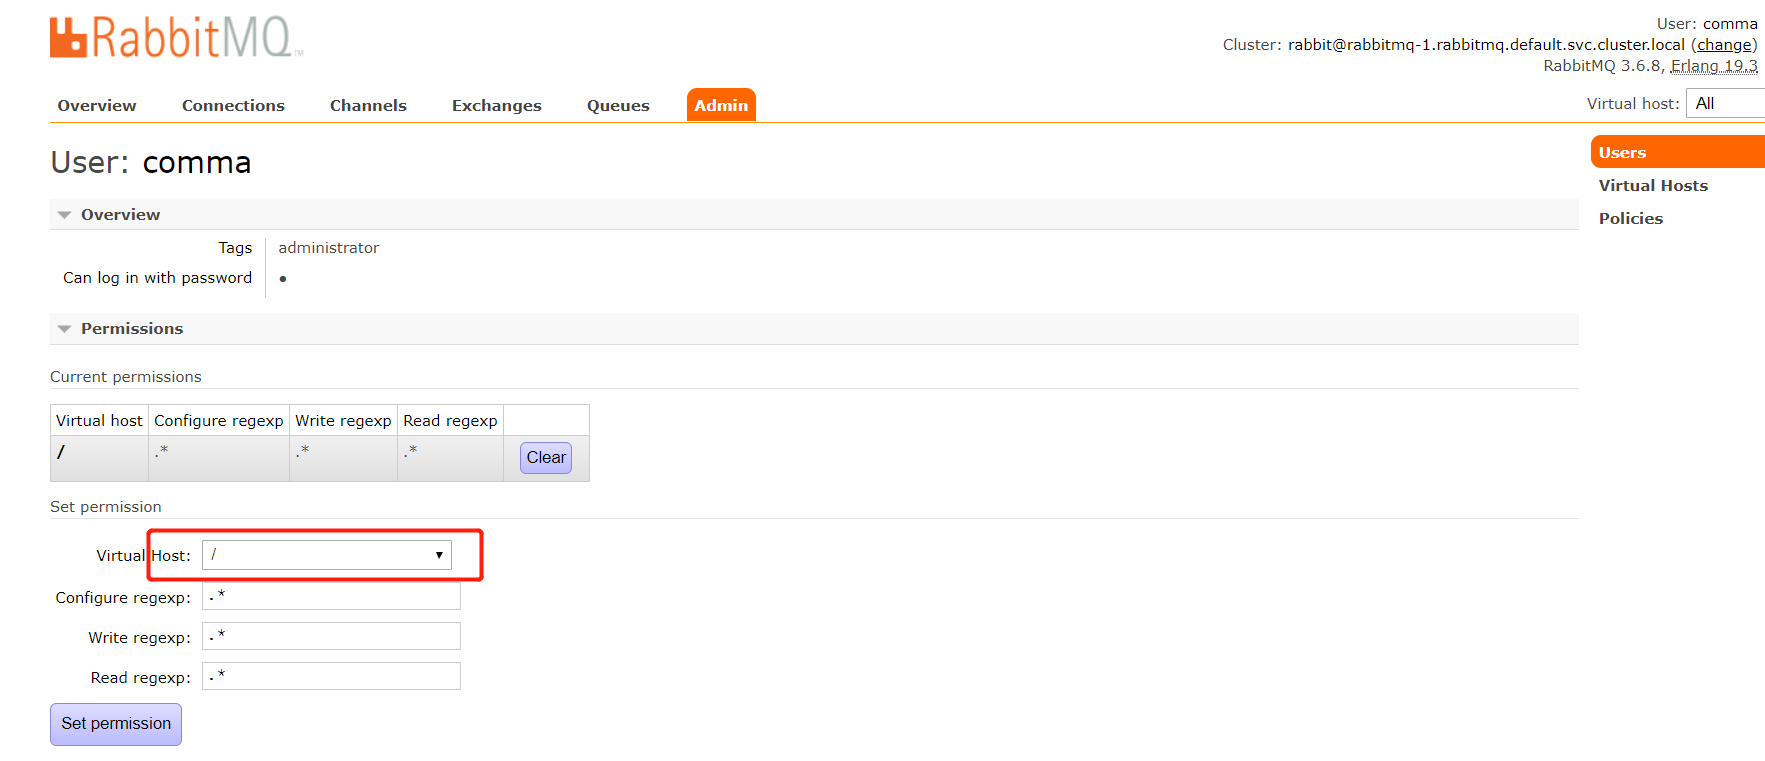 RabbitMQ™
User: comma
Cluster: rabbit@rabbitmq-1.rabbitmq.default.svc.cluster.local (change)
RabbitMQ 3.6.8, Erlang 19.3
Overview Connections Channels Exchanges Queues Admin
Virtual host: All
User: comma
Users
Virtual Hosts
Policies
Overview
Tags administrator
Can log in with password ●
Permissions
Current permissions
Virtual host Configure regexp Write regexp Read regexp
/ .* .* .* Clear
Set permission
Virtual Host: /
Configure regexp: .*
Write regexp: .*
Read regexp: .*
Set permission